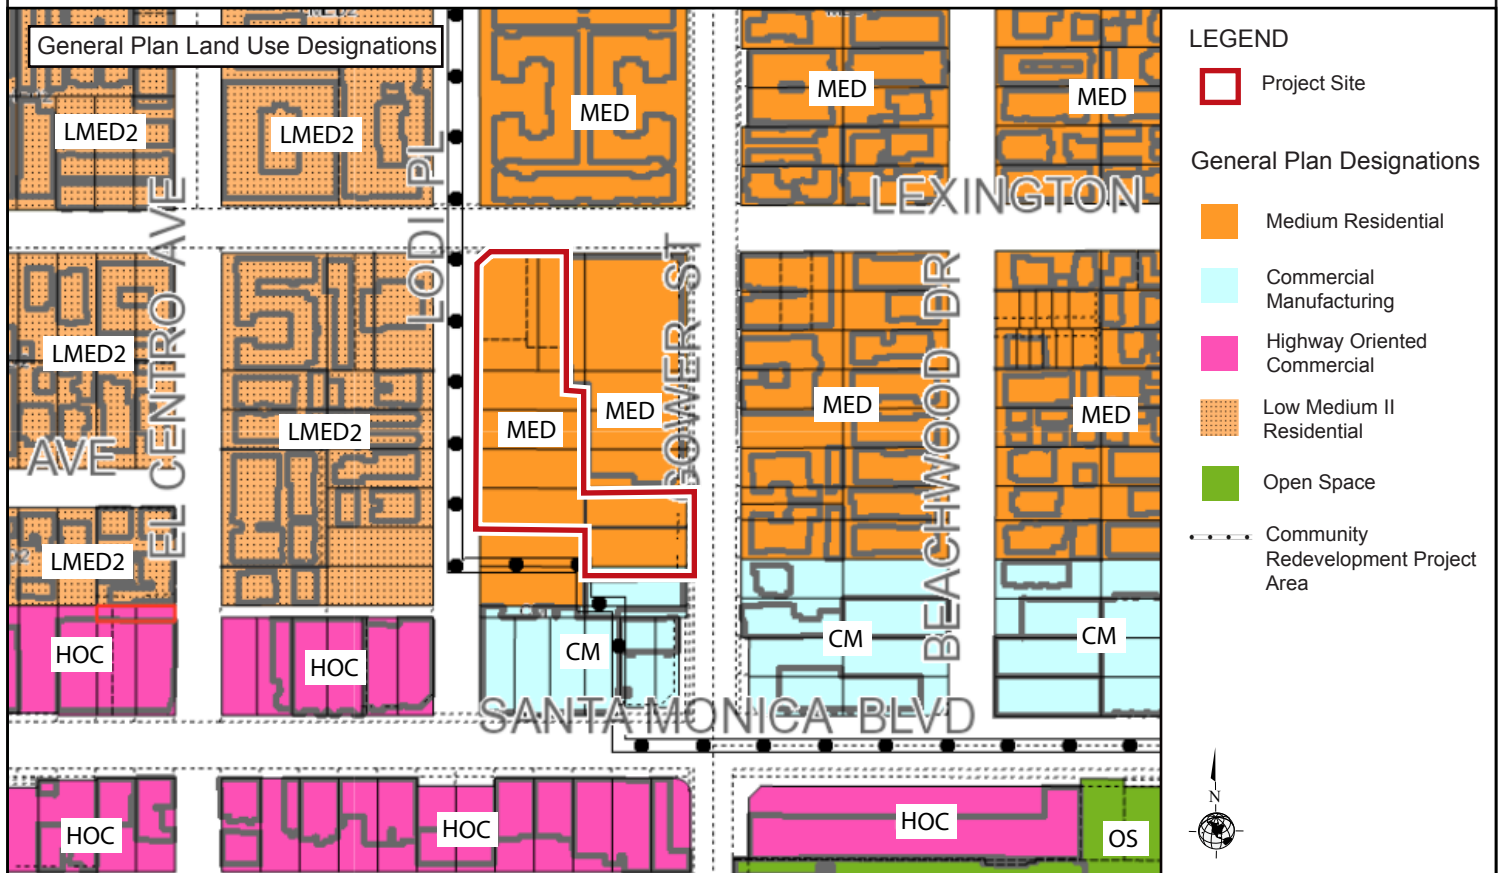 General Plan Land Use Designations
LMED2
LMED2
MED
MED
MED
LEXINGTON
AVE
EL CENTRO AVE
LODI PL
GOWER ST
BEACHWOOD DR
LMED2
LMED2
MED
MED
MED
MED
LMED2
HOC
HOC
CM
CM
CM
SANTA MONICA BLVD
HOC
HOC
HOC
OS
LEGEND
Project Site
General Plan Designations
Medium Residential
Commercial
Manufacturing
Highway Oriented
Commercial
Low Medium II
Residential
Open Space
Community
Redevelopment Project
Area
N